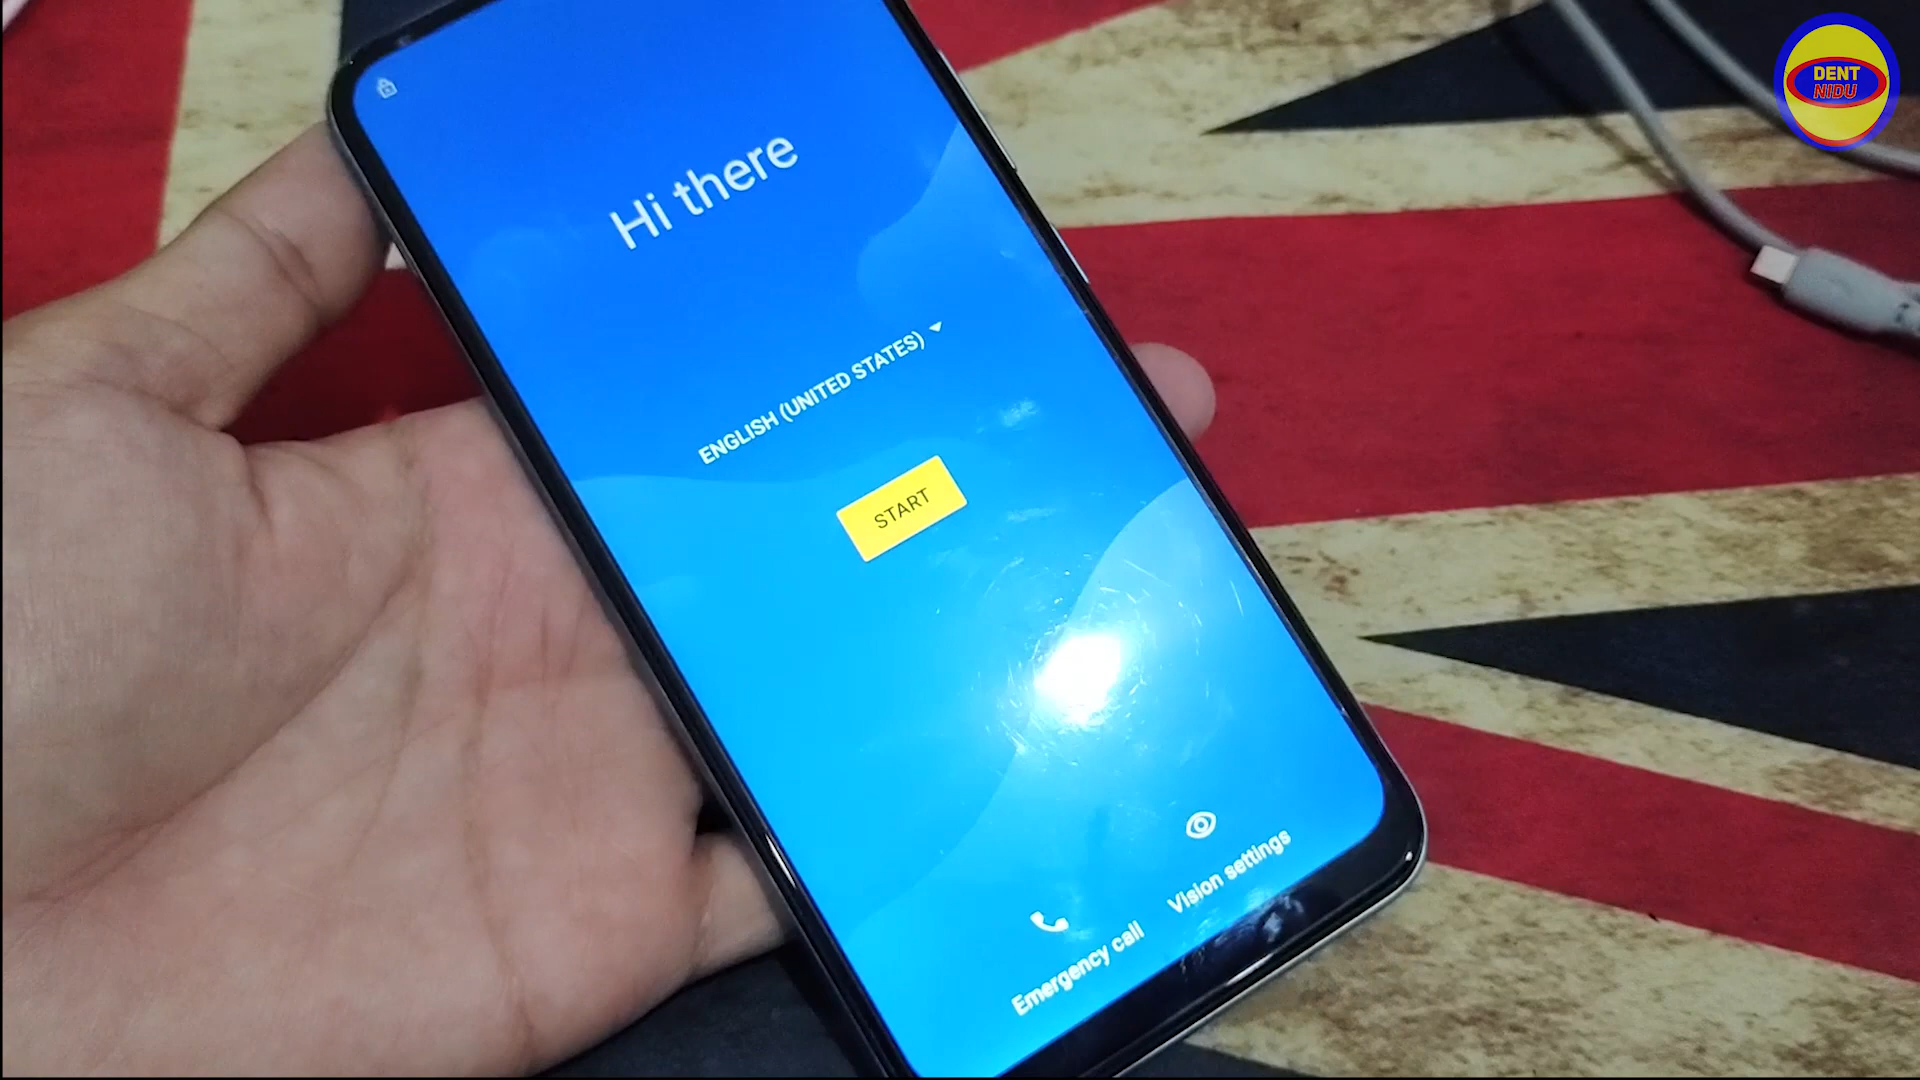 DENT
NIDU
Hi there
ENGLISH (UNITED STATES)
START
Vision settings
Emergency call